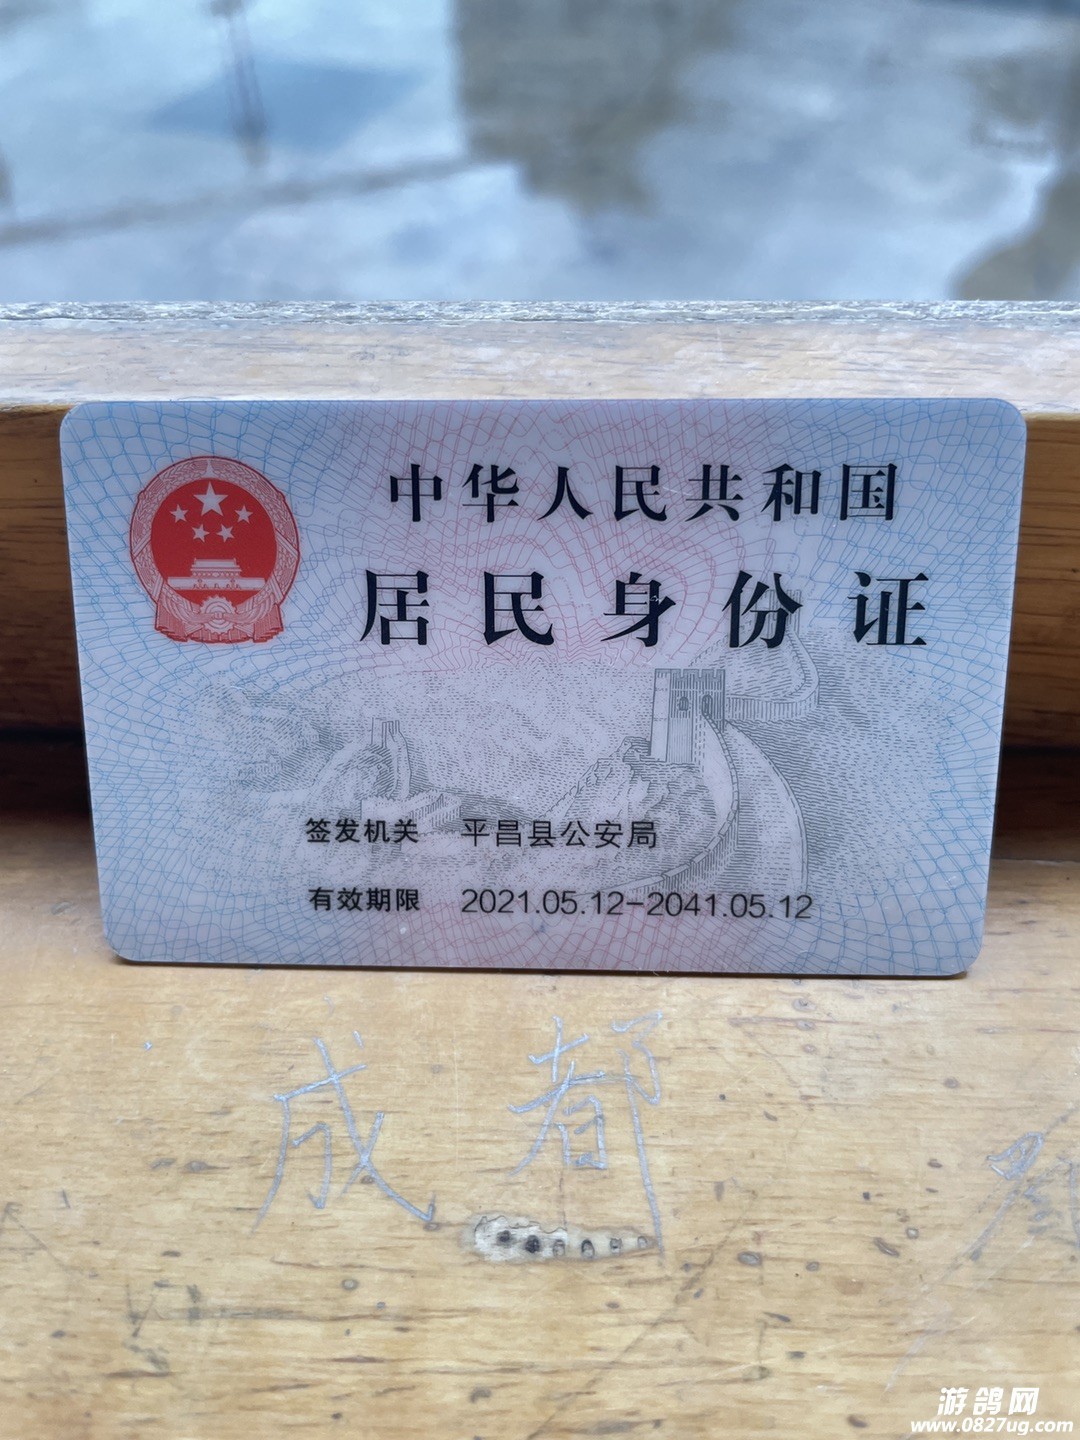 中华人民共和国
居民身份证
签发机关 平昌县公安局
有效期限 2021.05.12-2041.05.12
成都
游鸽网
www.0827ug.com